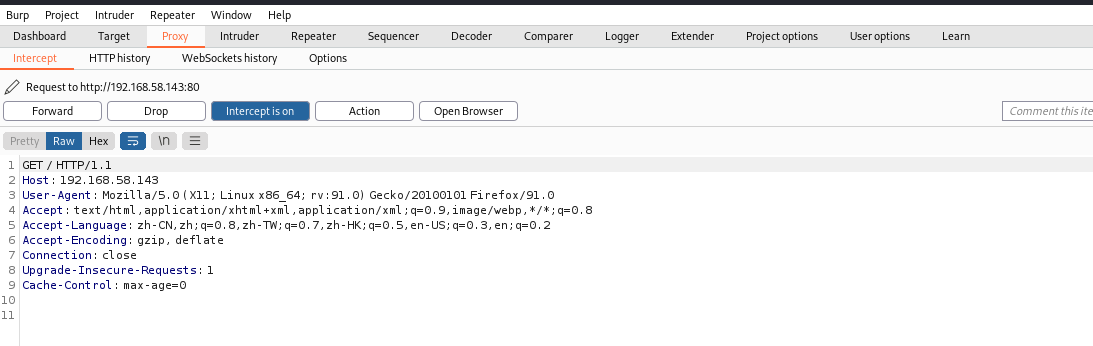 Burp Project Intruder Repeater Window Help
Dashboard Target Proxy Intruder Repeater Sequencer Decoder Comparer Logger Extender Project options User options Learn
Intercept HTTP history WebSockets history Options
Request to http://192.168.58.143:80
Forward Drop Intercept is on Action Open Browser Comment this ite
Pretty Raw Hex \n
1 GET / HTTP/1.1
2 Host: 192.168.58.143
3 User-Agent: Mozilla/5.0 (X11; Linux x86_64; rv:91.0) Gecko/20100101 Firefox/91.0
4 Accept: text/html,application/xhtml+xml,application/xml;q=0.9,image/webp,*/*;q=0.8
5 Accept-Language: zh-CN,zh;q=0.8,zh-TW;q=0.7,zh-HK;q=0.5,en-US;q=0.3,en;q=0.2
6 Accept-Encoding: gzip, deflate
7 Connection: close
8 Upgrade-Insecure-Requests: 1
9 Cache-Control: max-age=0
10
11